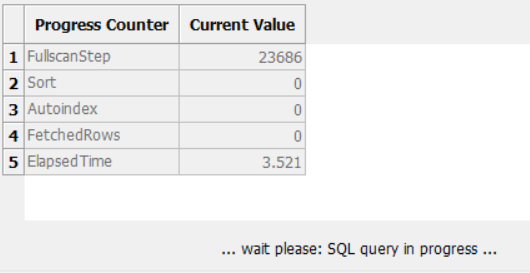 Progress Counter Current Value
1 FullscanStep 23686
2 Sort 0
3 Autoindex 0
4 FetchedRows 0
5 ElapsedTime 3.521
... wait please: SQL query in progress ...